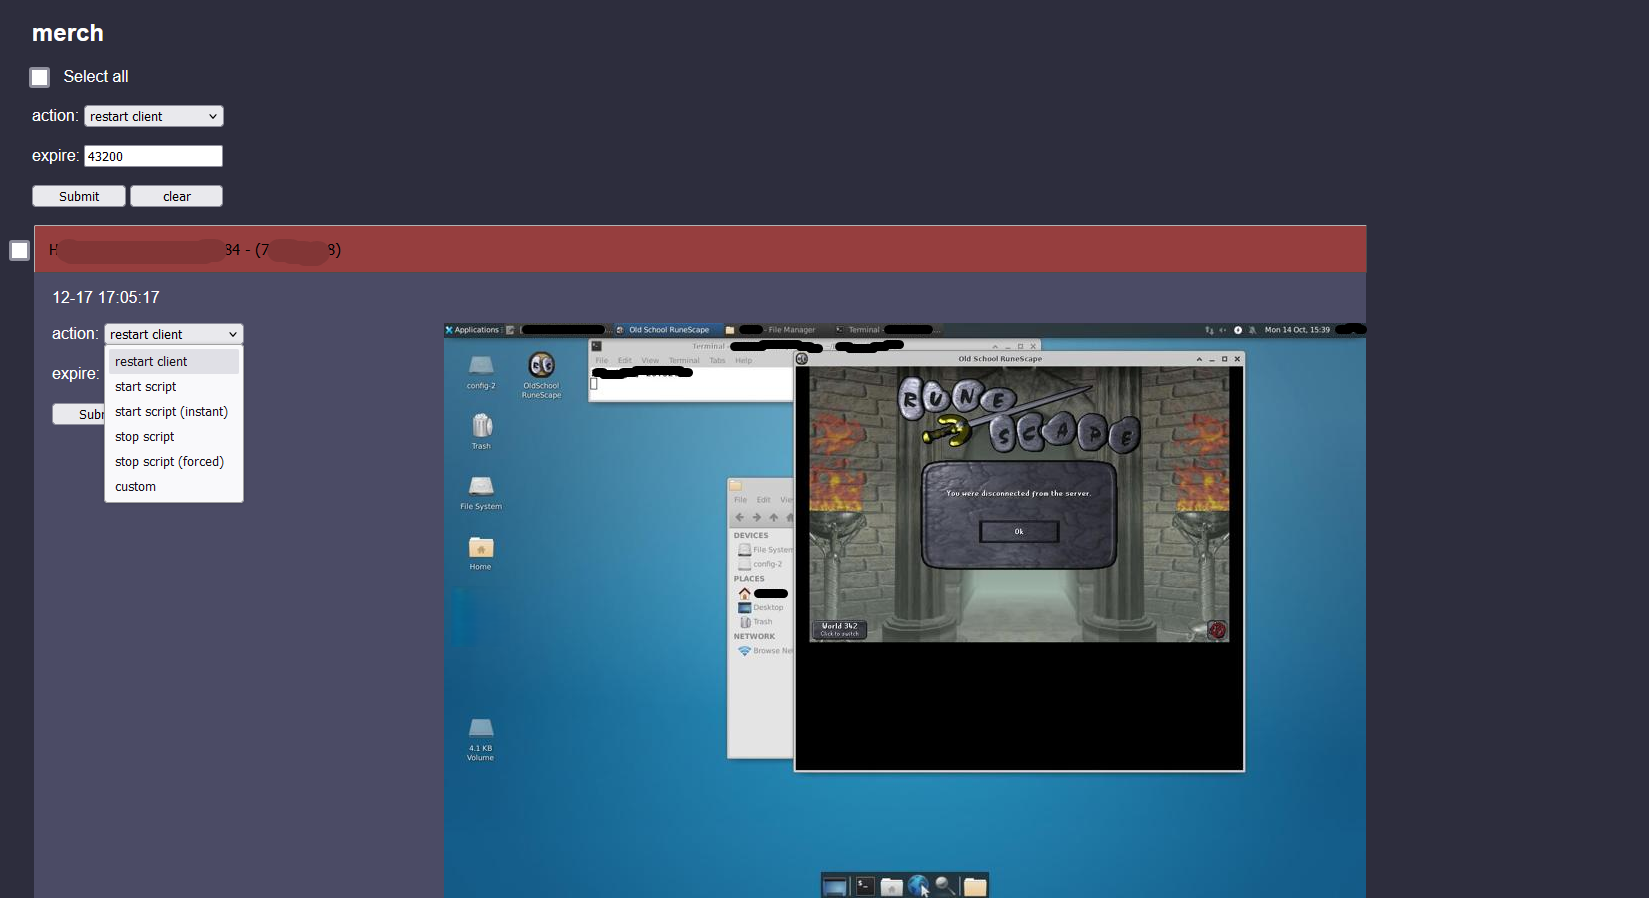 merch
Select all
action: restart client
expire: 43200
Submit clear
H 84 - (7 8)
12-17 17:05:17
action: restart client
restart client
start script
start script (instant)
stop script
stop script (forced)
custom
expire:
Subm
Applications
Old School RuneScape
- File Manager
Terminal -
Mon 14 Oct, 15:39
config-2
OldSchool
RuneScape
Trash
File System
Home
4.1 KB
Volume
Terminal
File Edit View Terminal Tabs Help
File Edit Vie
DEVICES
File System
config-2
PLACES
Desktop
Trash
NETWORK
Browse Ne
Old School RuneScape
RUNE
SCAPE
You were disconnected from the server.
Ok
World 342
Click to switch